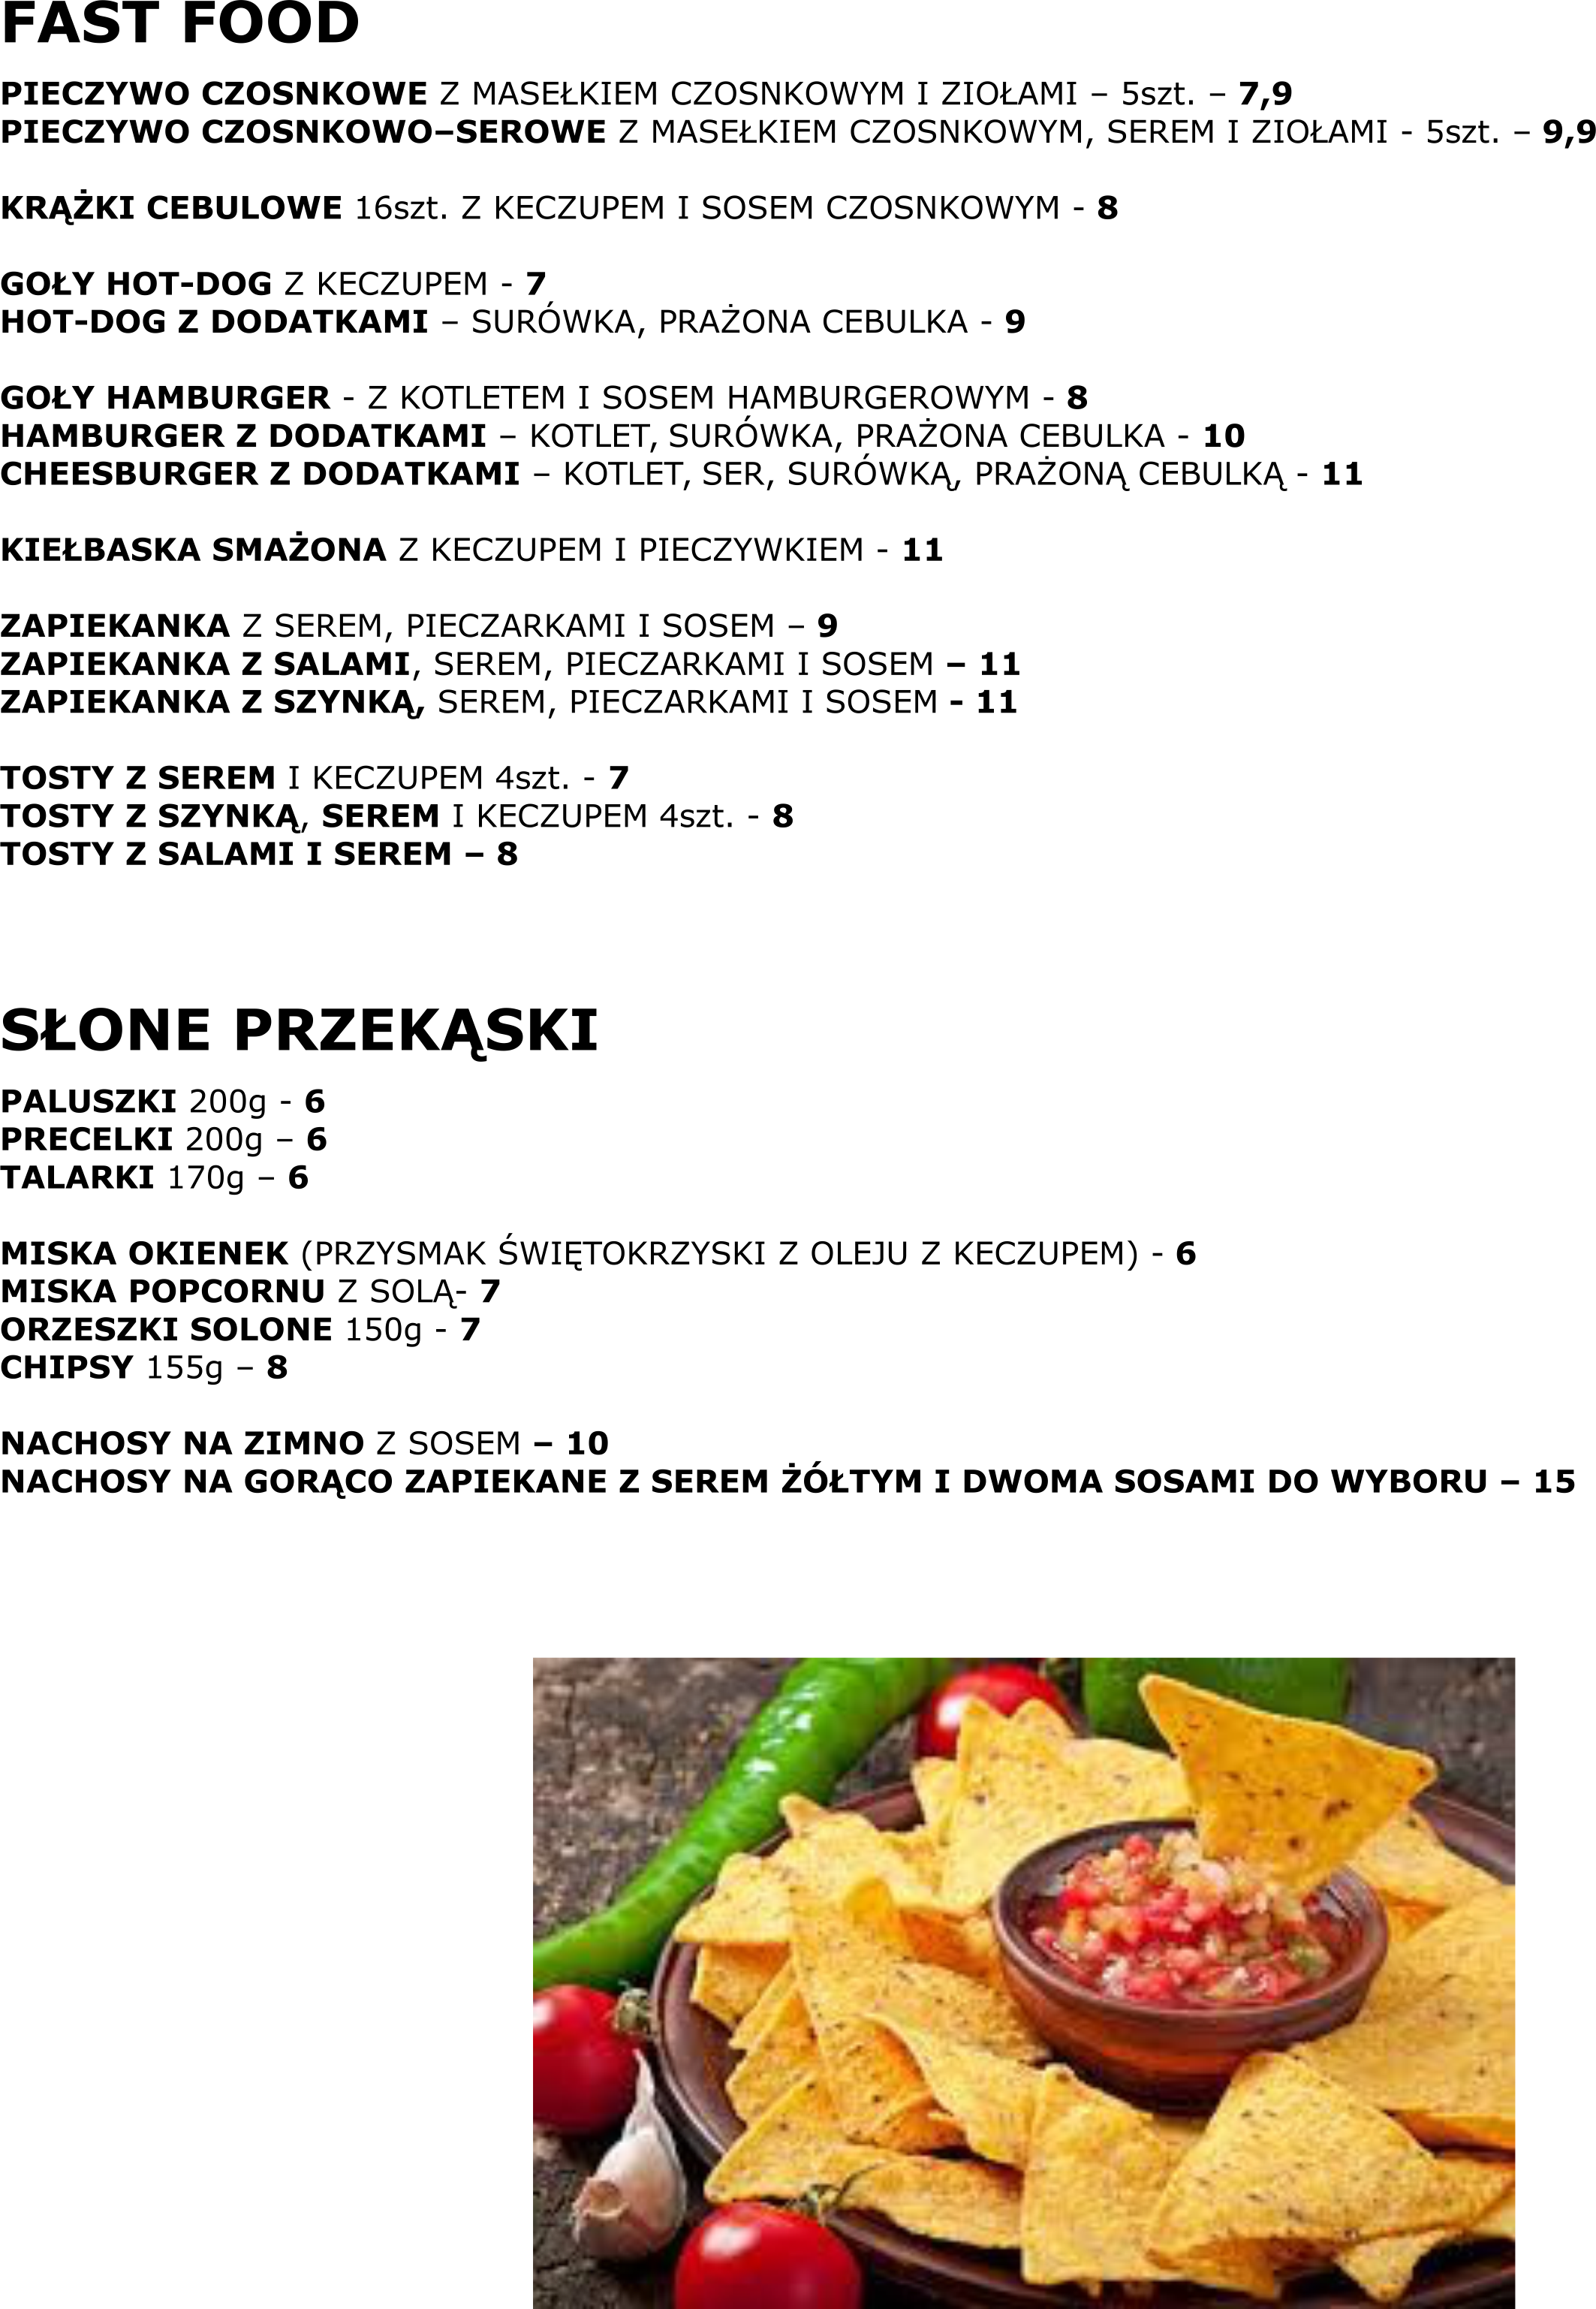 FAST FOOD
PIECZYWO CZOSNKOWE Z MASEŁKIEM CZOSNKOWYM I ZIOŁAMI – 5szt. – 7,9
PIECZYWO CZOSNKOWO–SEROWE Z MASEŁKIEM CZOSNKOWYM, SEREM I ZIOŁAMI - 5szt. – 9,9
KRĄŻKI CEBULOWE 16szt. Z KECZUPEM I SOSEM CZOSNKOWYM - 8
GOŁY HOT-DOG Z KECZUPEM - 7
HOT-DOG Z DODATKAMI – SURÓWKA, PRAŻONA CEBULKA - 9
GOŁY HAMBURGER - Z KOTLETEM I SOSEM HAMBURGEROWYM - 8
HAMBURGER Z DODATKAMI – KOTLET, SURÓWKA, PRAŻONA CEBULKA - 10
CHEESBURGER Z DODATKAMI – KOTLET, SER, SURÓWKĄ, PRAŻONĄ CEBULKĄ - 11
KIEŁBASKA SMAŻONA Z KECZUPEM I PIECZYWKIEM - 11
ZAPIEKANKA Z SEREM, PIECZARKAMI I SOSEM – 9
ZAPIEKANKA Z SALAMI, SEREM, PIECZARKAMI I SOSEM – 11
ZAPIEKANKA Z SZYNKĄ, SEREM, PIECZARKAMI I SOSEM - 11
TOSTY Z SEREM I KECZUPEM 4szt. - 7
TOSTY Z SZYNKĄ, SEREM I KECZUPEM 4szt. - 8
TOSTY Z SALAMI I SEREM – 8
SŁONE PRZEKĄSKI
PALUSZKI 200g - 6
PRECELKI 200g – 6
TALARKI 170g – 6
MISKA OKIENEK (PRZYSMAK ŚWIĘTOKRZYSKI Z OLEJU Z KECZUPEM) - 6
MISKA POPCORNU Z SOLĄ- 7
ORZESZKI SOLONE 150g - 7
CHIPSY 155g – 8
NACHOSY NA ZIMNO Z SOSEM – 10
NACHOSY NA GORĄCO ZAPIEKANE Z SEREM ŻÓŁTYM I DWOMA SOSAMI DO WYBORU – 15